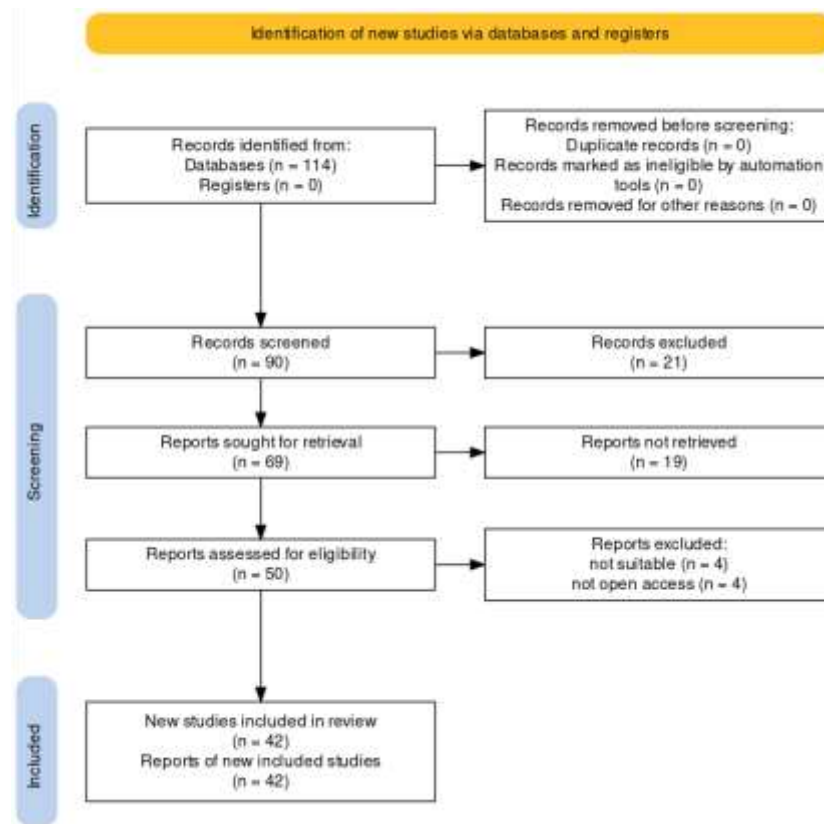 Identification of new studies via databases and registers
Identification
Records identified from:
Databases (n = 114)
Registers (n = 0)
Records removed before screening:
Duplicate records (n = 0)
Records marked as ineligible by automation
tools (n = 0)
Records removed for other reasons (n = 0)
Screening
Records screened
(n = 90)
Records excluded
(n = 21)
Reports sought for retrieval
(n = 69)
Reports not retrieved
(n = 19)
Reports assessed for eligibility
(n = 50)
Reports excluded:
not suitable (n = 4)
not open access (n = 4)
Included
New studies included in review
(n = 42)
Reports of new included studies
(n = 42)